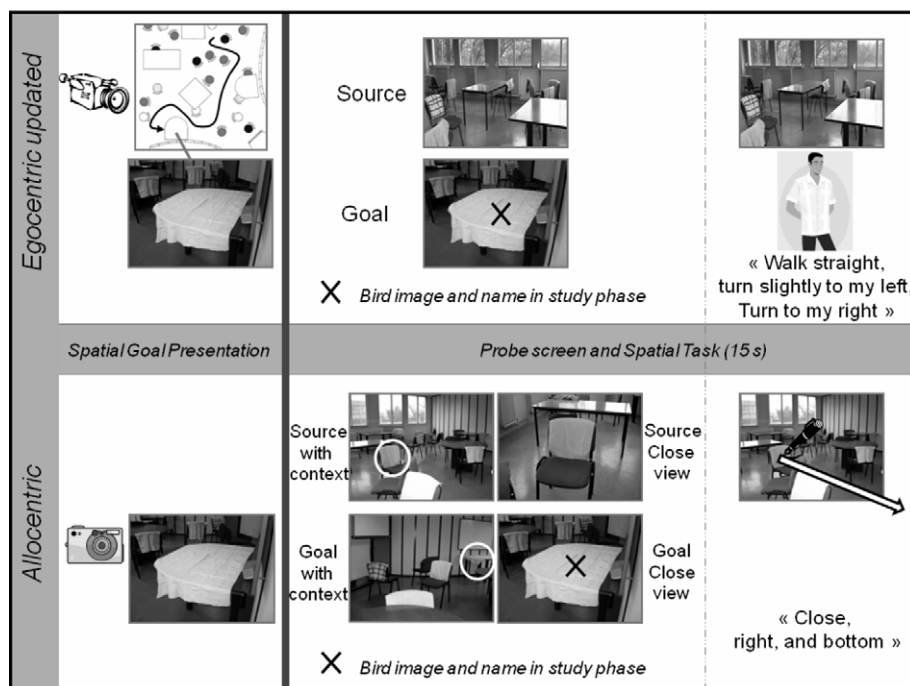 Egocentric updated
Source
Goal
X Bird image and name in study phase
« Walk straight,
turn slightly to my left,
Turn to my right »
Spatial Goal Presentation
Probe screen and Spatial Task (15 s)
Allocentric
Source
with
context
Source
Close
view
Goal
with
context
Goal
Close
view
X Bird image and name in study phase
« Close,
right, and bottom »